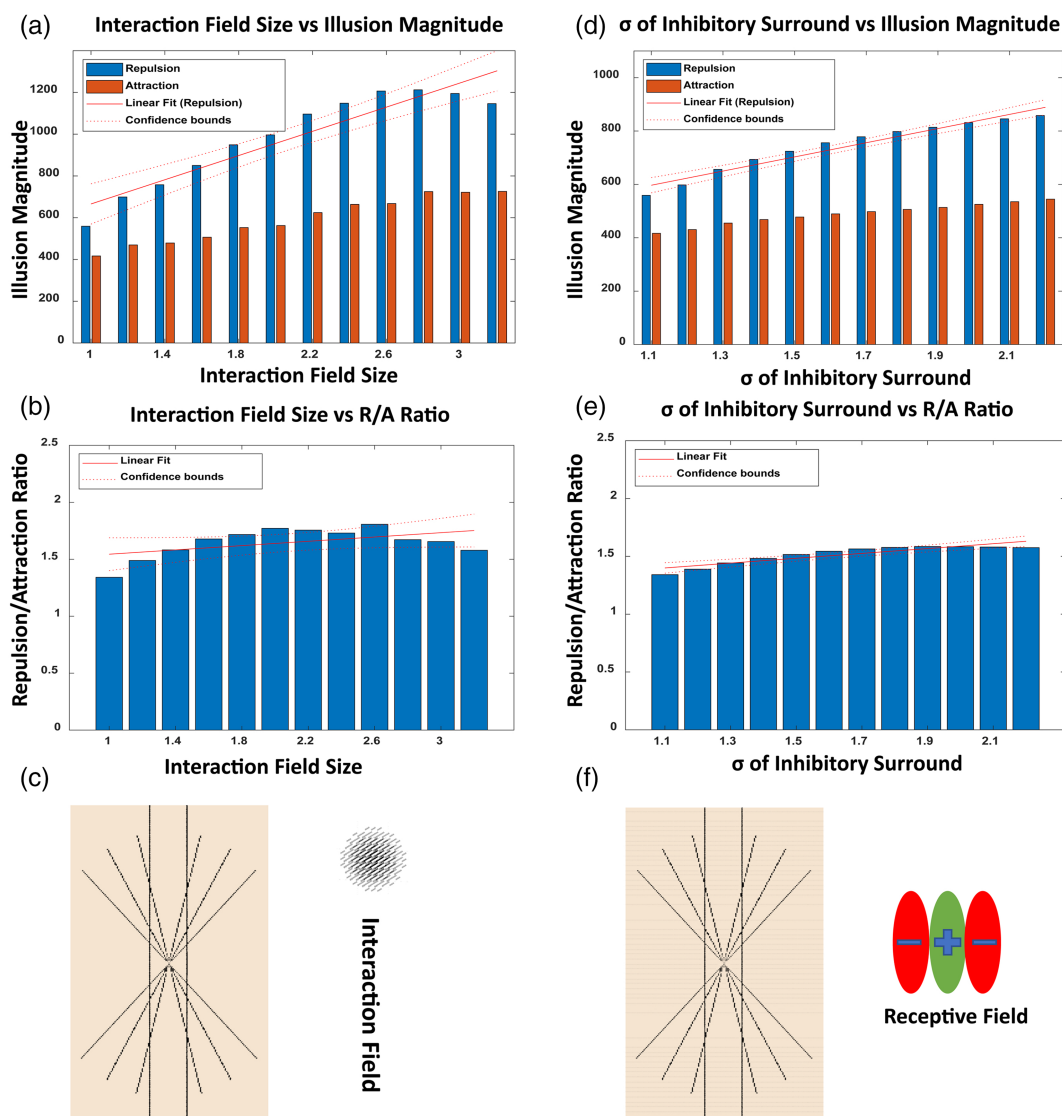 (a)
Interaction Field Size vs Illusion Magnitude
Repulsion
Attraction
Linear Fit (Repulsion)
Confidence bounds
Illusion Magnitude
1200
1000
800
600
400
200
0
1 1.4 1.8 2.2 2.6 3
Interaction Field Size
(d)
σ of Inhibitory Surround vs Illusion Magnitude
Repulsion
Attraction
Linear Fit (Repulsion)
Confidence bounds
Illusion Magnitude
1000
800
600
400
200
0
1.1 1.3 1.5 1.7 1.9 2.1
σ of Inhibitory Surround
(b)
Interaction Field Size vs R/A Ratio
Linear Fit
Confidence bounds
Repulsion/Attraction Ratio
2.5
2
1.5
1
0.5
0
1 1.4 1.8 2.2 2.6 3
Interaction Field Size
(e)
σ of Inhibitory Surround vs R/A Ratio
Linear Fit
Confidence bounds
Repulsion/Attraction Ratio
2.5
2
1.5
1
0.5
0
1.1 1.3 1.5 1.7 1.9 2.1
σ of Inhibitory Surround
(c)
Interaction Field
(f)
Receptive Field